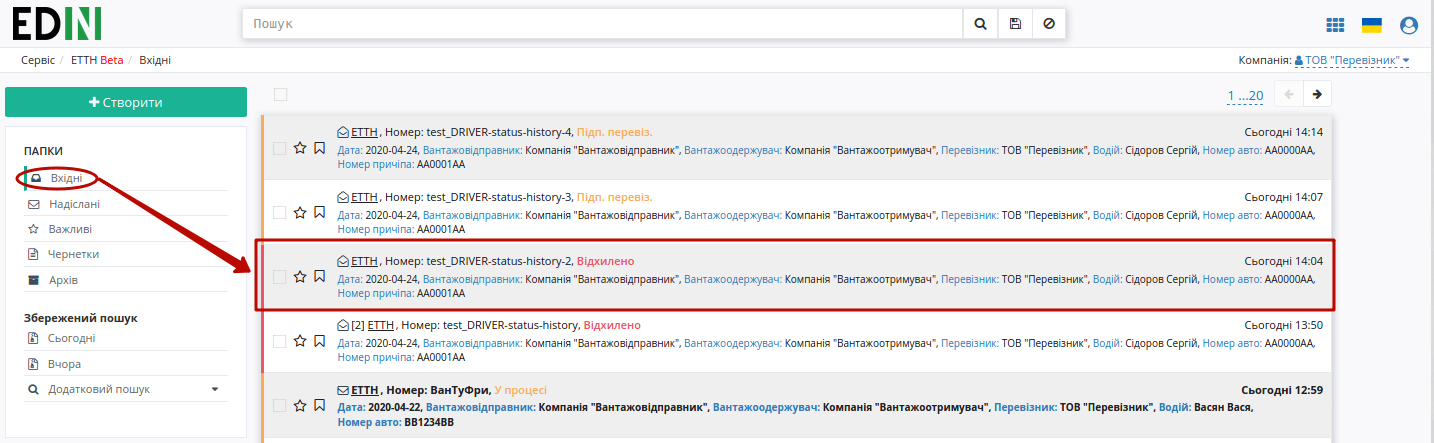 EDIN
Пошук
Сервіс / ЕТТН Beta / Вхідні
Компанія: ТОВ "Перевізник"
Створити
1 ...20
ПАПКИ
Вхідні
Надіслані
Важливі
Чернетки
Архів
Збережений пошук
Сьогодні
Вчора
Додатковий пошук
ЕТТН, Номер: test_DRIVER-status-history-4, Підп. перевіз. Сьогодні 14:14
Дата: 2020-04-24, Вантажовідправник: Компанія "Вантажовідправник", Вантажоодержувач: Компанія "Вантажоотримувач", Перевізник: ТОВ "Перевізник", Водій: Сідоров Сергій, Номер авто: АА0000АА,
Номер причіпа: АА0001АА
ЕТТН, Номер: test_DRIVER-status-history-3, Підп. перевіз. Сьогодні 14:07
Дата: 2020-04-24, Вантажовідправник: Компанія "Вантажовідправник", Вантажоодержувач: Компанія "Вантажоотримувач", Перевізник: ТОВ "Перевізник", Водій: Сідоров Сергій, Номер авто: АА0000АА,
Номер причіпа: АА0001АА
ЕТТН, Номер: test_DRIVER-status-history-2, Відхилено Сьогодні 14:04
Дата: 2020-04-24, Вантажовідправник: Компанія "Вантажовідправник", Вантажоодержувач: Компанія "Вантажоотримувач", Перевізник: ТОВ "Перевізник", Водій: Сідоров Сергій, Номер авто: АА0000АА,
Номер причіпа: АА0001АА
[2] ЕТТН, Номер: test_DRIVER-status-history, Відхилено Сьогодні 13:50
Дата: 2020-04-24, Вантажовідправник: Компанія "Вантажовідправник", Вантажоодержувач: Компанія "Вантажоотримувач", Перевізник: ТОВ "Перевізник", Водій: Сідоров Сергій, Номер авто: АА0000АА,
Номер причіпа: АА0001АА
ЕТТН, Номер: ВанТуФри, У процесі Сьогодні 12:59
Дата: 2020-04-22, Вантажовідправник: Компанія "Вантажовідправник", Вантажоодержувач: Компанія "Вантажоотримувач", Перевізник: ТОВ "Перевізник", Водій: Васян Вася,
Номер авто: ВВ1234ВВ